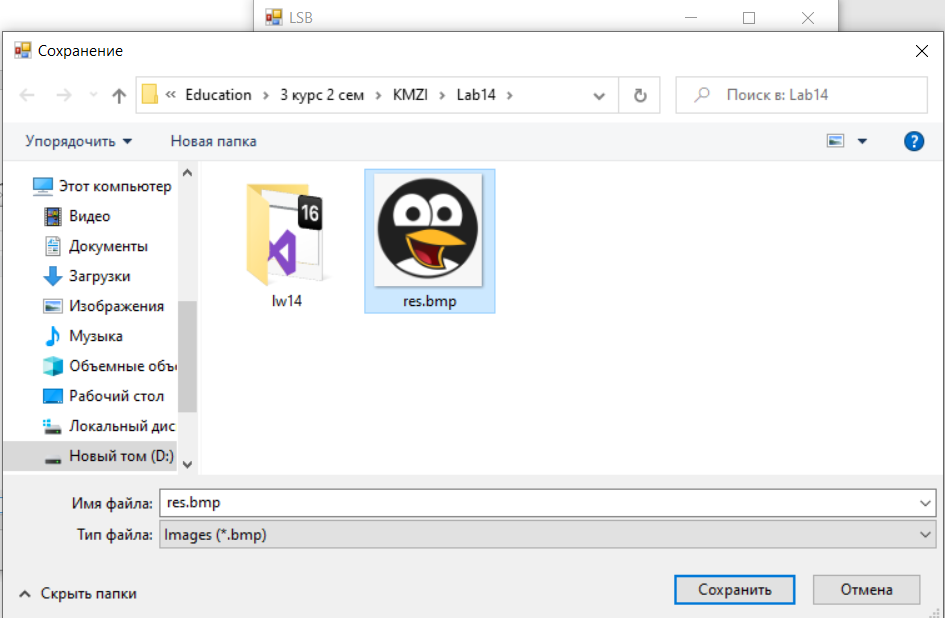 LSB
Сохранение
« Education › 3 курс 2 сем › KMZI › Lab14 ›
Поиск в: Lab14
Упорядочить
Новая папка
?
Этот компьютер
Видео
Документы
Загрузки
Изображения
Музыка
Объемные объ
Рабочий стол
Локальный дис
Новый том (D:)
16
lw14
res.bmp
Имя файла: res.bmp
Тип файла: Images (*.bmp)
Скрыть папки
Сохранить
Отмена